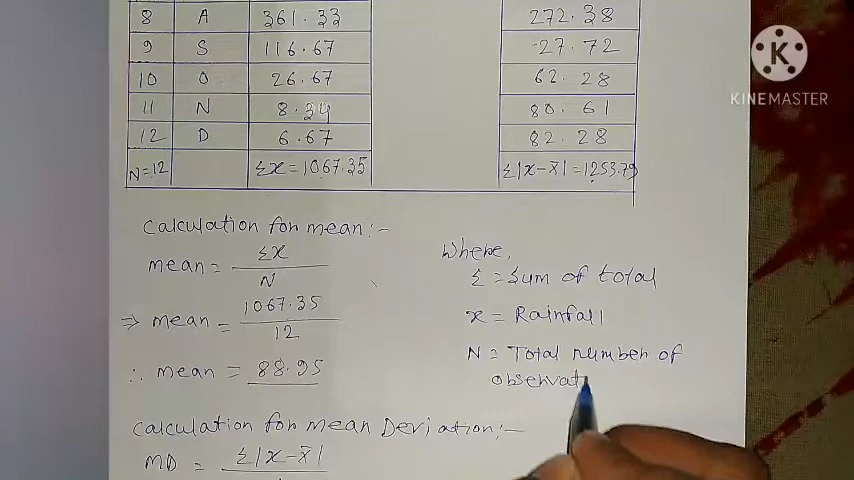 8 A 361.33 272.38
9 S 116.67 27.72
10 O 26.67 62.28
11 N 8.34 80.61
12 D 6.67 82.28
N=12 Σx=1067.35 Σ|x-x̄|=1253.79
K
KINEMASTER
Calculation for mean:-
mean = Σx / N
⇒ mean = 1067.35 / 12
∴ mean = 88.95
Where,
Σ = Sum of total
x = Rainfall
N = Total number of
observat
Calculation for mean Deviation:-
MD = Σ|x-x̄|